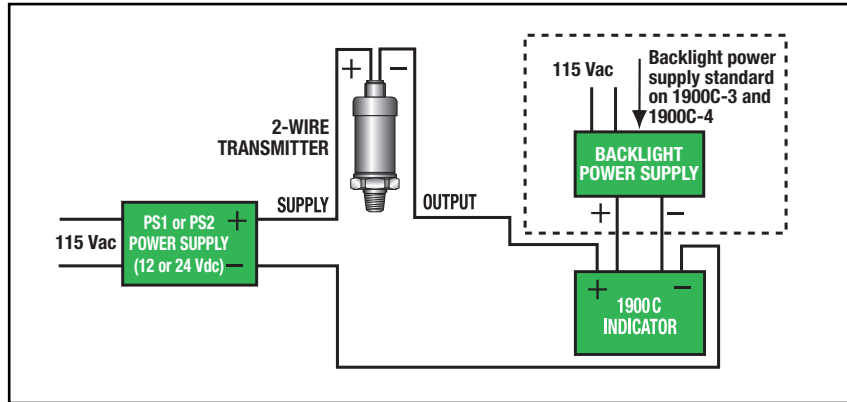 + −
2-WIRE
TRANSMITTER
SUPPLY
OUTPUT
115 Vac
PS1 or PS2 +
POWER SUPPLY
(12 or 24 Vdc) −
115 Vac
Backlight power
supply standard
on 1900C-3 and
1900C-4
BACKLIGHT
POWER SUPPLY
+ −
+ −
1900C
INDICATOR